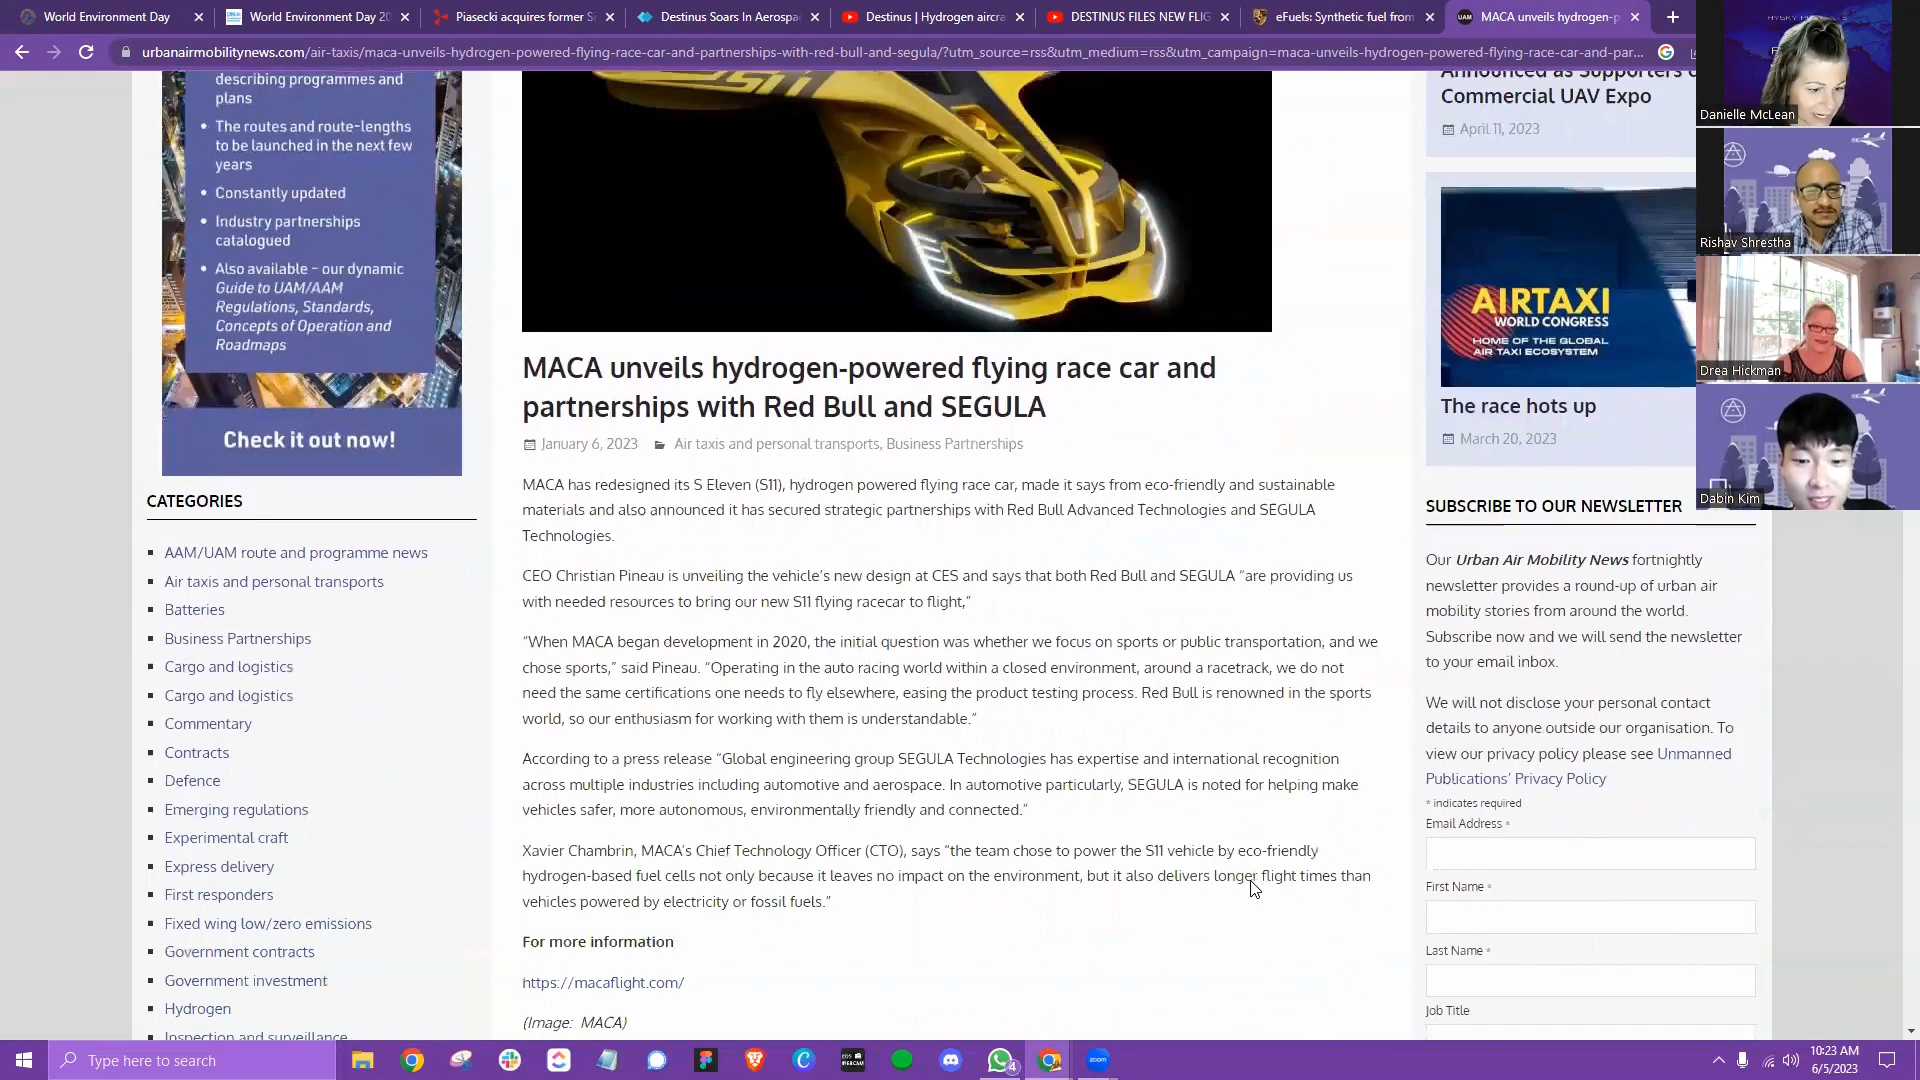 World Environment Day
World Environment Day 20
Piasecki acquires former S
Destinus Soars In Aerospa
Destinus | Hydrogen aircra
DESTINUS FILES NEW FLIG
eFuels: Synthetic fuel from
MACA unveils hydrogen-p
urbanairmobilitynews.com/air-taxis/maca-unveils-hydrogen-powered-flying-race-car-and-partnerships-with-red-bull-and-segula/?utm_source=rss&utm_medium=rss&utm_campaign=maca-unveils-hydrogen-powered-flying-race-car-and-par...
describing programmes and
plans
The routes and route-lengths
to be launched in the next few
years
Constantly updated
Industry partnerships
catalogued
Also available – our dynamic
Guide to UAM/AAM
Regulations, Standards,
Concepts of Operation and
Roadmaps
Check it out now!
CATEGORIES
AAM/UAM route and programme news
Air taxis and personal transports
Batteries
Business Partnerships
Cargo and logistics
Cargo and logistics
Commentary
Contracts
Defence
Emerging regulations
Experimental craft
Express delivery
First responders
Fixed wing low/zero emissions
Government contracts
Government investment
Hydrogen
Inspection and surveillance
S11
MACA unveils hydrogen-powered flying race car and
partnerships with Red Bull and SEGULA
January 6, 2023 Air taxis and personal transports, Business Partnerships
MACA has redesigned its S Eleven (S11), hydrogen powered flying race car, made it says from eco-friendly and sustainable
materials and also announced it has secured strategic partnerships with Red Bull Advanced Technologies and SEGULA
Technologies.
CEO Christian Pineau is unveiling the vehicle's new design at CES and says that both Red Bull and SEGULA “are providing us
with needed resources to bring our new S11 flying racecar to flight,”
“When MACA began development in 2020, the initial question was whether we focus on sports or public transportation, and we
chose sports,” said Pineau. “Operating in the auto racing world within a closed environment, around a racetrack, we do not
need the same certifications one needs to fly elsewhere, easing the product testing process. Red Bull is renowned in the sports
world, so our enthusiasm for working with them is understandable.”
According to a press release “Global engineering group SEGULA Technologies has expertise and international recognition
across multiple industries including automotive and aerospace. In automotive particularly, SEGULA is noted for helping make
vehicles safer, more autonomous, environmentally friendly and connected.”
Xavier Chambrin, MACA's Chief Technology Officer (CTO), says “the team chose to power the S11 vehicle by eco-friendly
hydrogen-based fuel cells not only because it leaves no impact on the environment, but it also delivers longer flight times than
vehicles powered by electricity or fossil fuels.”
For more information
https://macaflight.com/
(Image: MACA)
Announced as Supporters o
Commercial UAV Expo
April 11, 2023
AIRTAXI
WORLD CONGRESS
HOME OF THE GLOBAL
AIR TAXI ECOSYSTEM
The race hots up
March 20, 2023
SUBSCRIBE TO OUR NEWSLETTER
Our Urban Air Mobility News fortnightly
newsletter provides a round-up of urban air
mobility stories from around the world.
Subscribe now and we will send the newsletter
to your email inbox.
We will not disclose your personal contact
details to anyone outside our organisation. To
view our privacy policy please see Unmanned
Publications' Privacy Policy
* indicates required
Email Address *
First Name *
Last Name *
Job Title
Danielle McLean
Rishav Shrestha
Drea Hickman
Dabin Kim
Type here to search
4
zoom
10:23 AM
6/5/2023